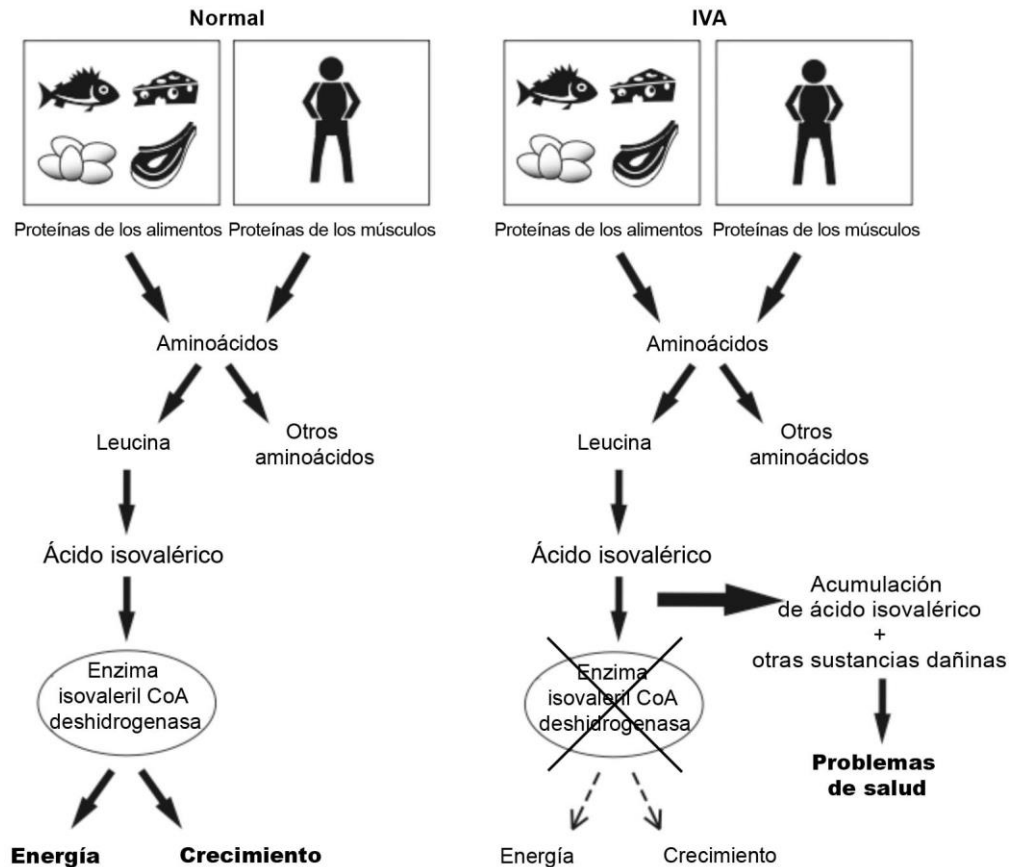 Normal
Proteínas de los alimentos
Proteínas de los músculos
Aminoácidos
Leucina
Otros
aminoácidos
Ácido isovalérico
Enzima
isovaleril CoA
deshidrogenasa
Energía
Crecimiento
IVA
Proteínas de los alimentos
Proteínas de los músculos
Aminoácidos
Leucina
Otros
aminoácidos
Ácido isovalérico
Acumulación
de ácido isovalérico
+
otras sustancias dañinas
Enzima
isovaleril CoA
deshidrogenasa
Problemas
de salud
Energía
Crecimiento